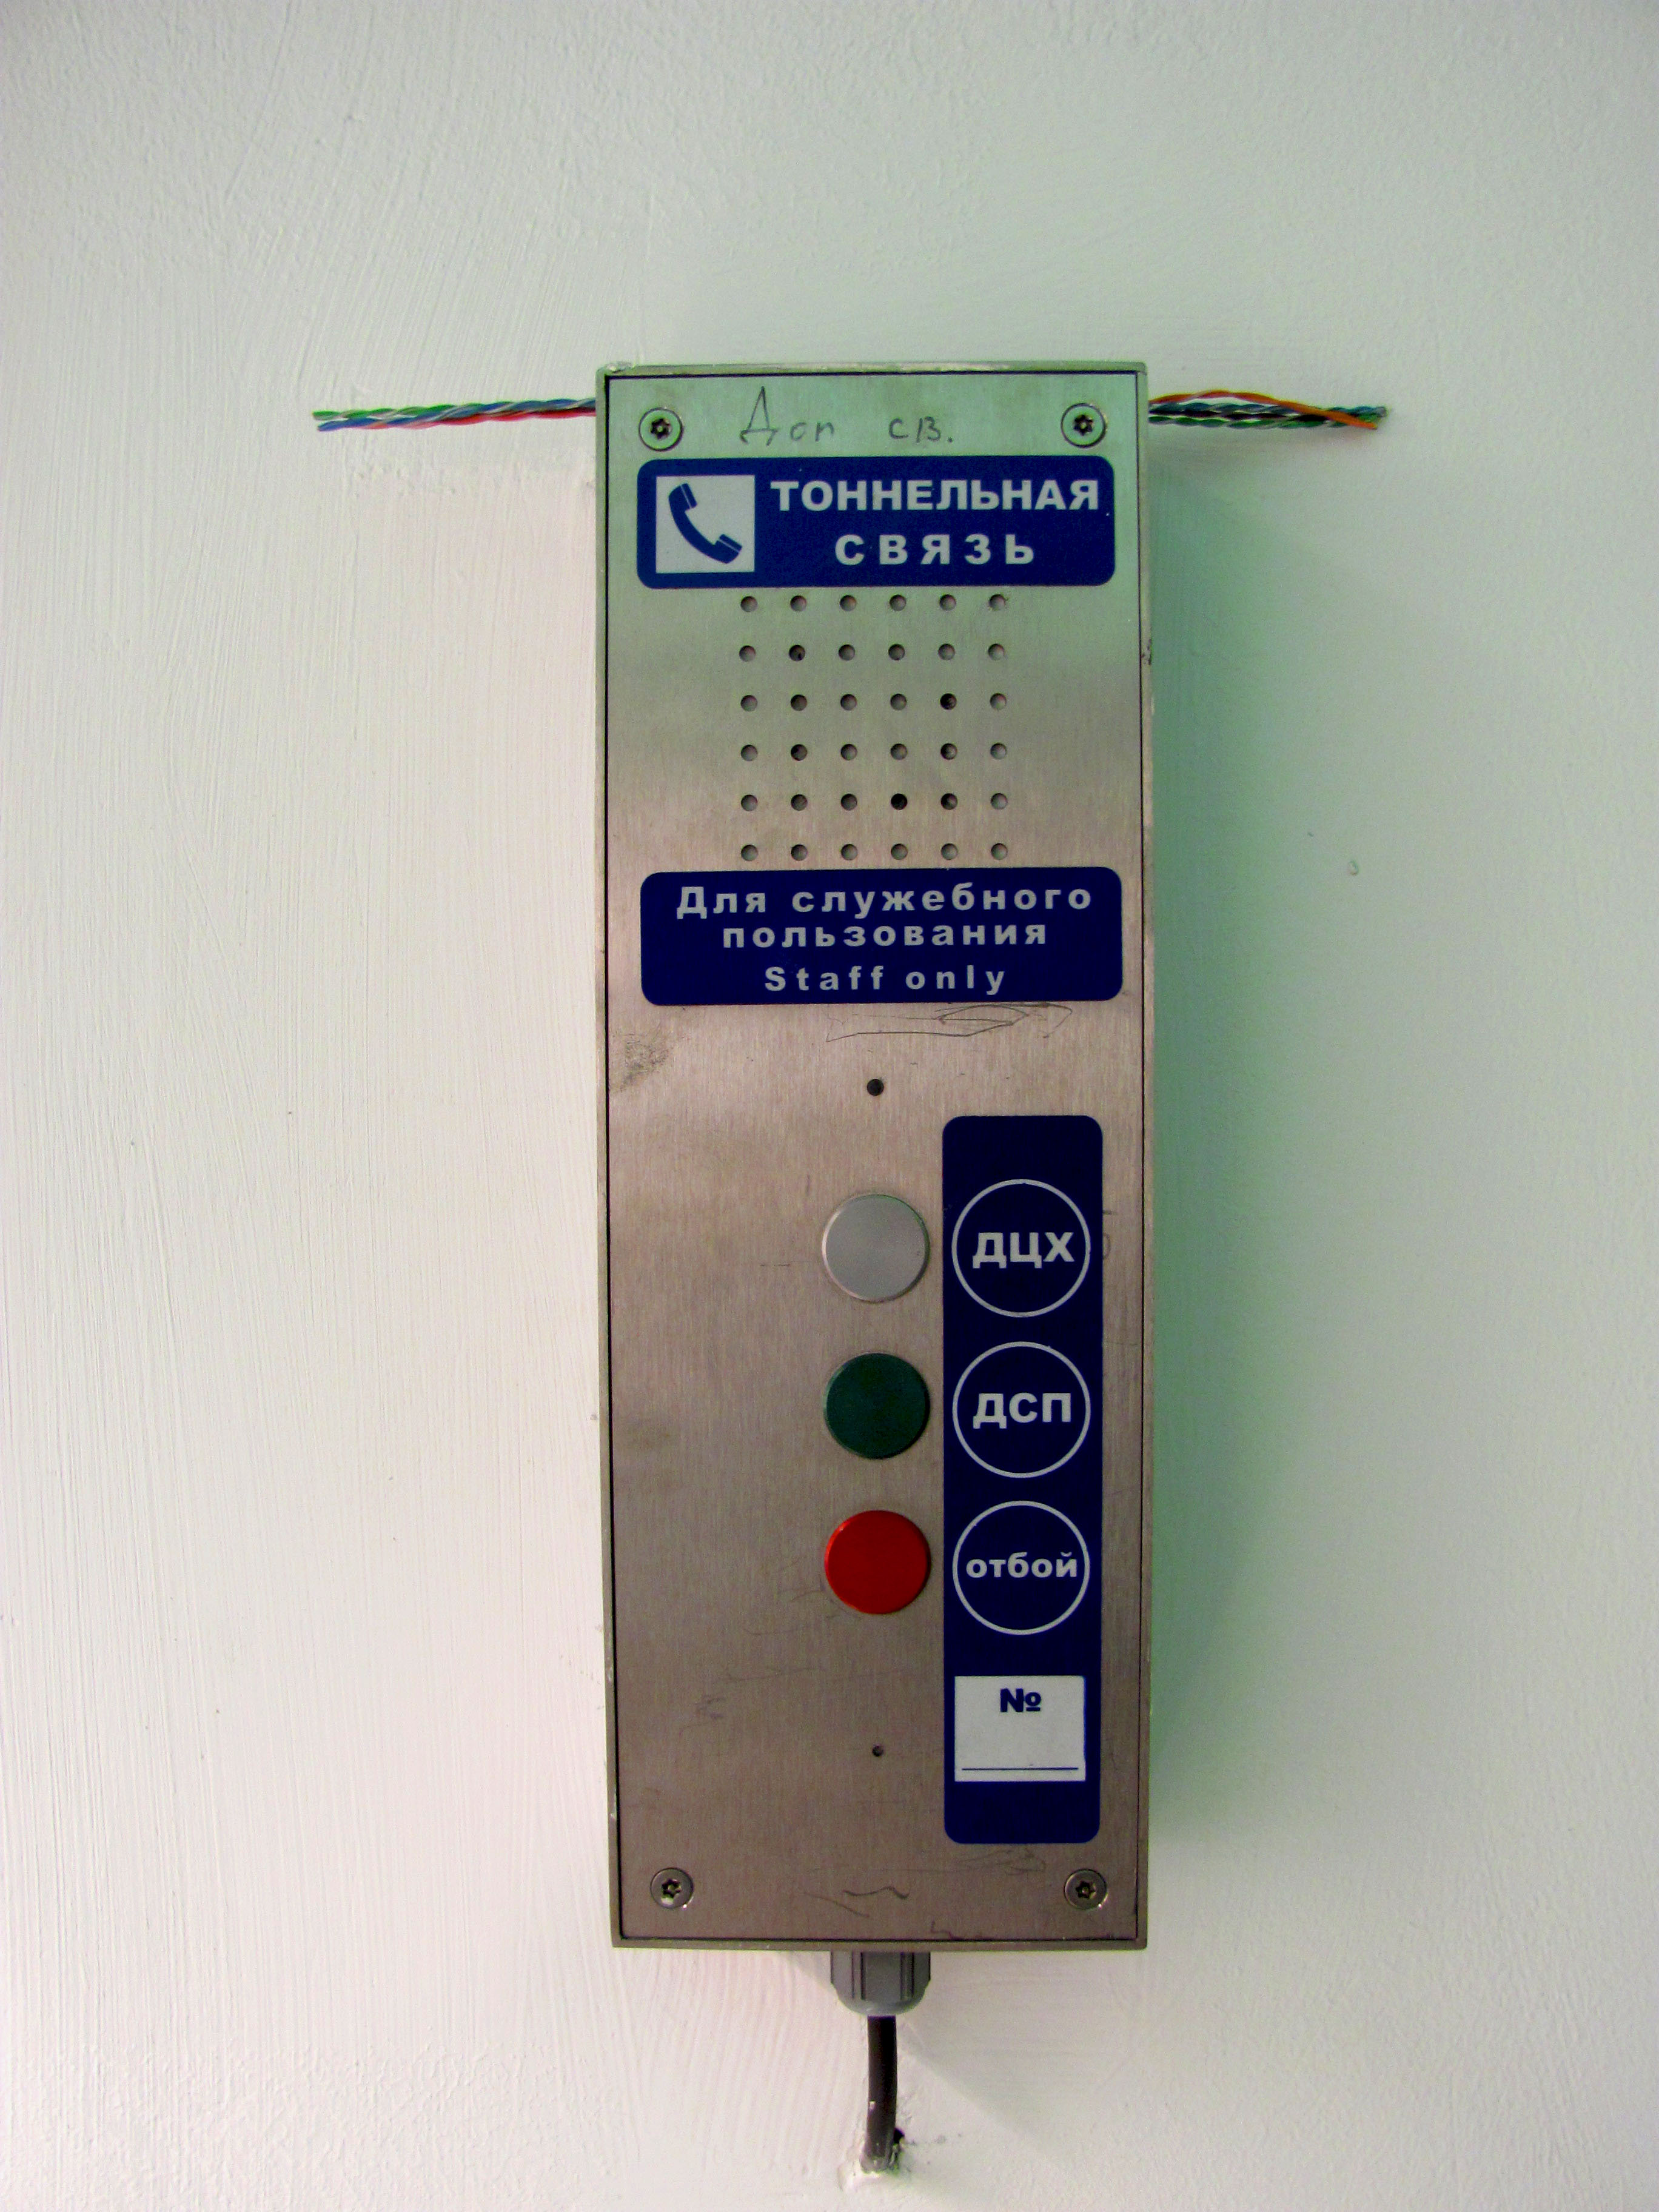 Доп св.
ТОННЕЛЬНАЯ
СВЯЗЬ
Для служебного
пользования
Staff only
ДЦХ
ДСП
отбой
№